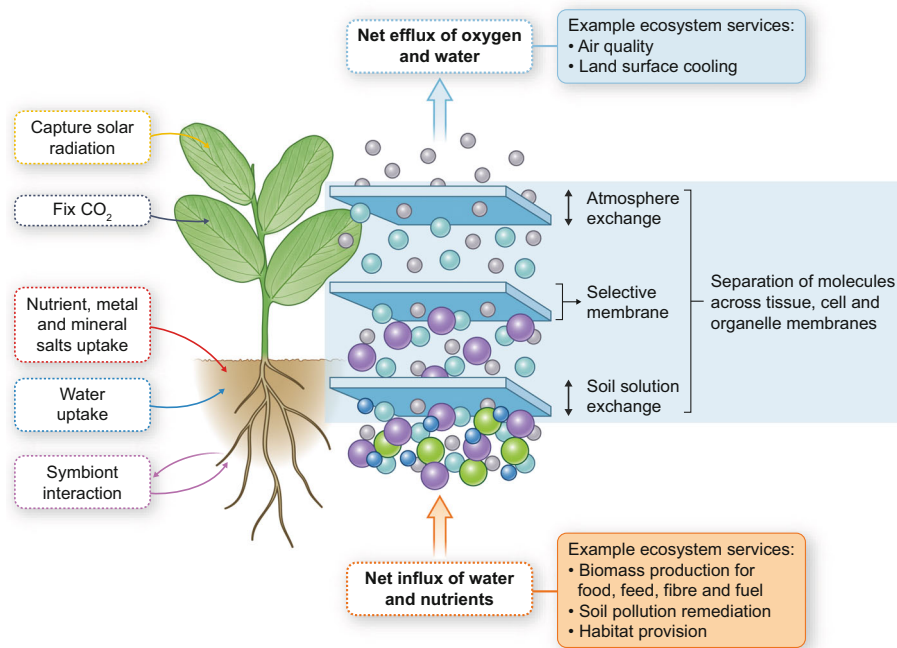 Net efflux of oxygen
and water
Example ecosystem services:
• Air quality
• Land surface cooling
Capture solar
radiation
Fix CO₂
Nutrient, metal
and mineral
salts uptake
Water
uptake
Symbiont
interaction
Atmosphere
exchange
Selective
membrane
Soil solution
exchange
Separation of molecules
across tissue, cell and
organelle membranes
Net influx of water
and nutrients
Example ecosystem services:
• Biomass production for
food, feed, fibre and fuel
• Soil pollution remediation
• Habitat provision